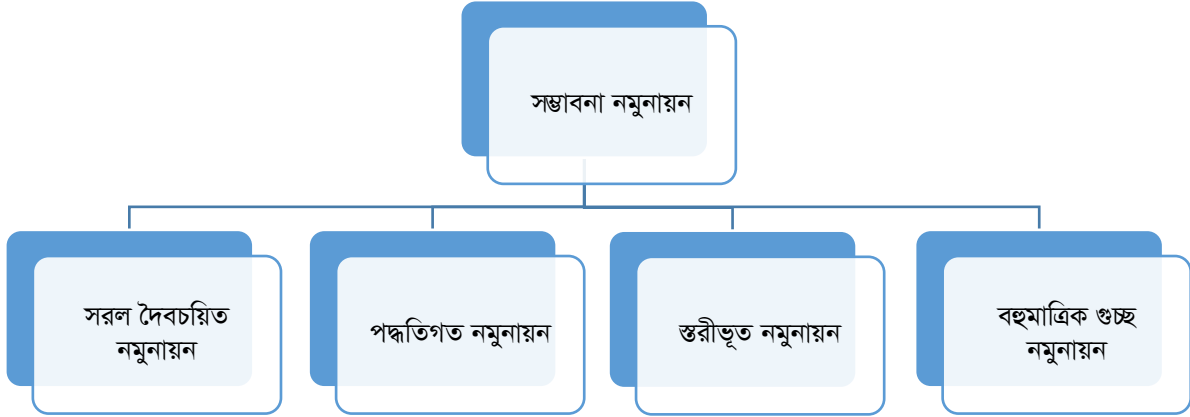 সম্ভাবনা নমুনায়ন
সরল দৈবচয়িত
নমুনায়ন
পদ্ধতিগত নমুনায়ন
স্তরীভূত নমুনায়ন
বহুমাত্রিক গুচ্ছ
নমুনায়ন